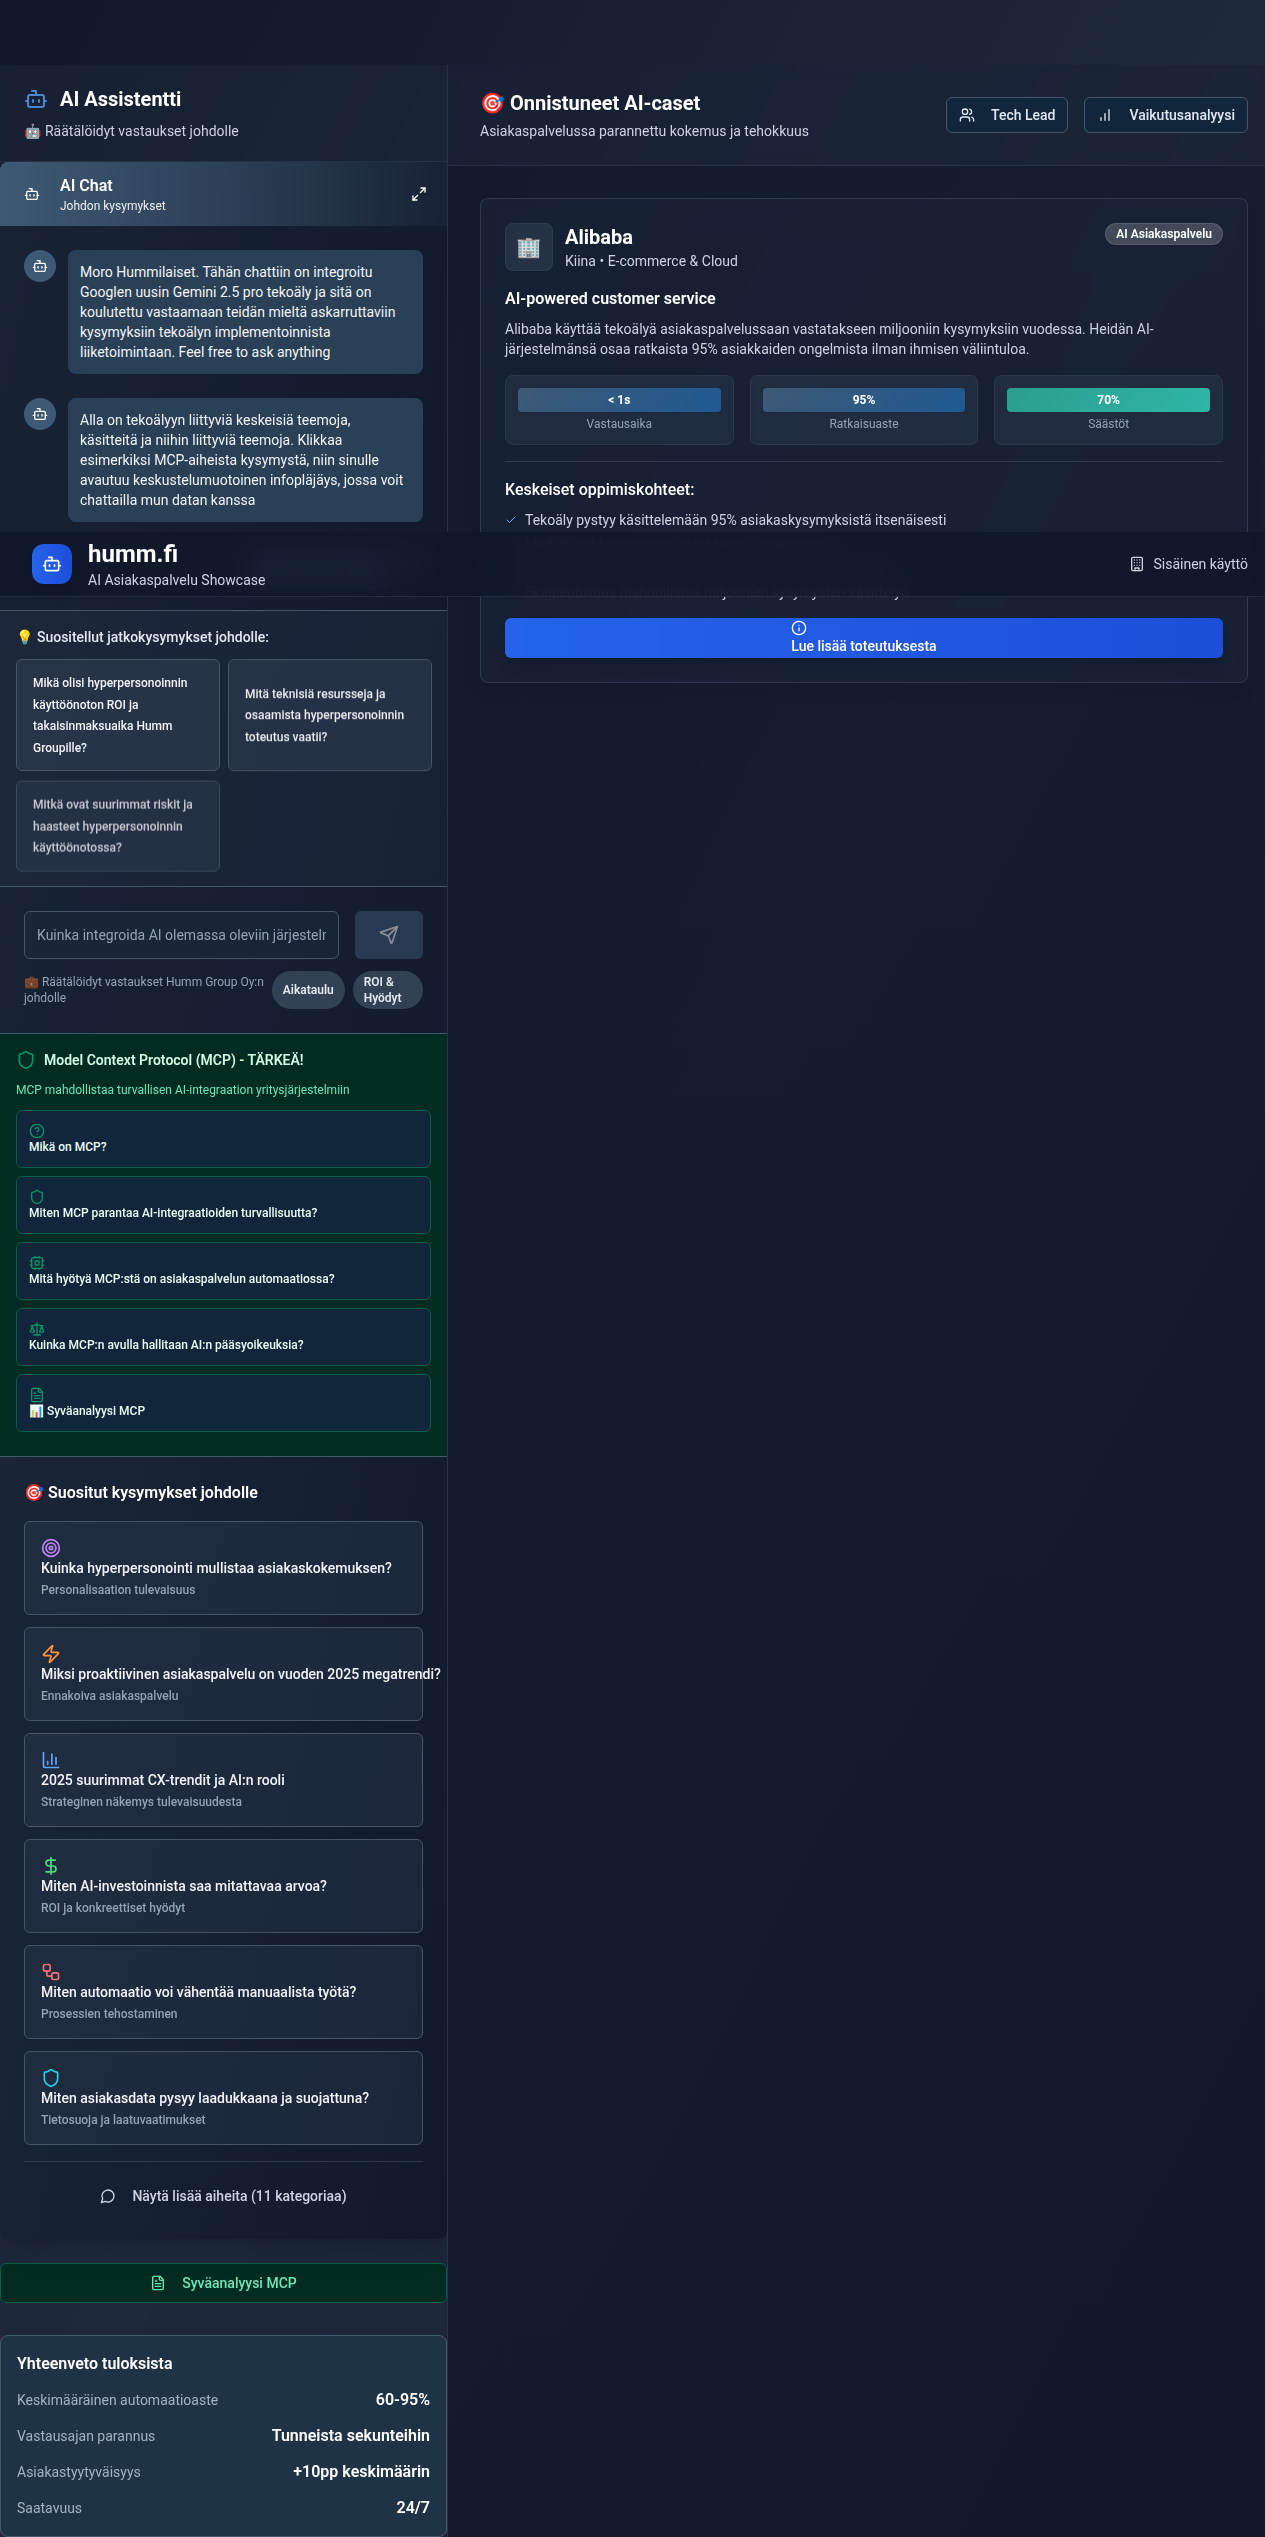 AI Assistentti
🤖 Räätälöidyt vastaukset johdolle
AI Chat
Johdon kysymykset
Moro Hummilaiset. Tähän chattiin on integroitu
Googlen uusin Gemini 2.5 pro tekoäly ja sitä on
koulutettu vastaamaan teidän mieltä askarruttaviin
kysymyksiin tekoälyn implementoinnista
liiketoimintaan. Feel free to ask anything
Alla on tekoälyyn liittyviä keskeisiä teemoja,
käsitteitä ja niihin liittyviä teemoja. Klikkaa
esimerkiksi MCP-aiheista kysymystä, niin sinulle
avautuu keskustelumuotoinen infopläjäys, jossa voit
chattailla mun datan kanssa
🎯 Onnistuneet AI-caset
Asiakaspalvelussa parannettu kokemus ja tehokkuus
Tech Lead
Vaikutusanalyysi
🏢 Alibaba
Kiina • E-commerce & Cloud
AI Asiakaspalvelu
AI-powered customer service
Alibaba käyttää tekoälyä asiakaspalvelussaan vastatakseen miljooniin kysymyksiin vuodessa. Heidän AI-
järjestelmänsä osaa ratkaista 95% asiakkaiden ongelmista ilman ihmisen väliintuloa.
< 1s
Vastausaika
95%
Ratkaisuaste
70%
Säästöt
Keskeiset oppimiskohteet:
Tekoäly pystyy käsittelemään 95% asiakaskysymyksistä itsenäisesti
humm.fi
AI Asiakaspalvelu Showcase
Sisäinen käyttö
Lue lisää toteutuksesta
💡 Suositellut jatkokysymykset johdolle:
Mikä olisi hyperpersonoinnin
käyttöönoton ROI ja
takaisinmaksuaika Humm
Groupille?
Mitä teknisiä resursseja ja
osaamista hyperpersonoinnin
toteutus vaatii?
Mitkä ovat suurimmat riskit ja
haasteet hyperpersonoinnin
käyttöönotossa?
Kuinka integroida AI olemassa oleviin järjesteln
💼 Räätälöidyt vastaukset Humm Group Oy:n
johdolle
Aikataulu
ROI &
Hyödyt
Model Context Protocol (MCP) - TÄRKEÄ!
MCP mahdollistaa turvallisen AI-integraation yritysjärjestelmiin
Mikä on MCP?
Miten MCP parantaa AI-integraatioiden turvallisuutta?
Mitä hyötyä MCP:stä on asiakaspalvelun automaatiossa?
Kuinka MCP:n avulla hallitaan AI:n pääsyoikeuksia?
📊 Syväanalyysi MCP
🎯 Suositut kysymykset johdolle
Kuinka hyperpersonointi mullistaa asiakaskokemuksen?
Personalisaation tulevaisuus
Miksi proaktiivinen asiakaspalvelu on vuoden 2025 megatrendi?
Ennakoiva asiakaspalvelu
2025 suurimmat CX-trendit ja AI:n rooli
Strateginen näkemys tulevaisuudesta
Miten AI-investoinnista saa mitattavaa arvoa?
ROI ja konkreettiset hyödyt
Miten automaatio voi vähentää manuaalista työtä?
Prosessien tehostaminen
Miten asiakasdata pysyy laadukkaana ja suojattuna?
Tietosuoja ja laatuvaatimukset
Näytä lisää aiheita (11 kategoriaa)
Syväanalyysi MCP
Yhteenveto tuloksista
Keskimääräinen automaatioaste 60-95%
Vastausajan parannus Tunneista sekunteihin
Asiakastyytyväisyys +10pp keskimäärin
Saatavuus 24/7